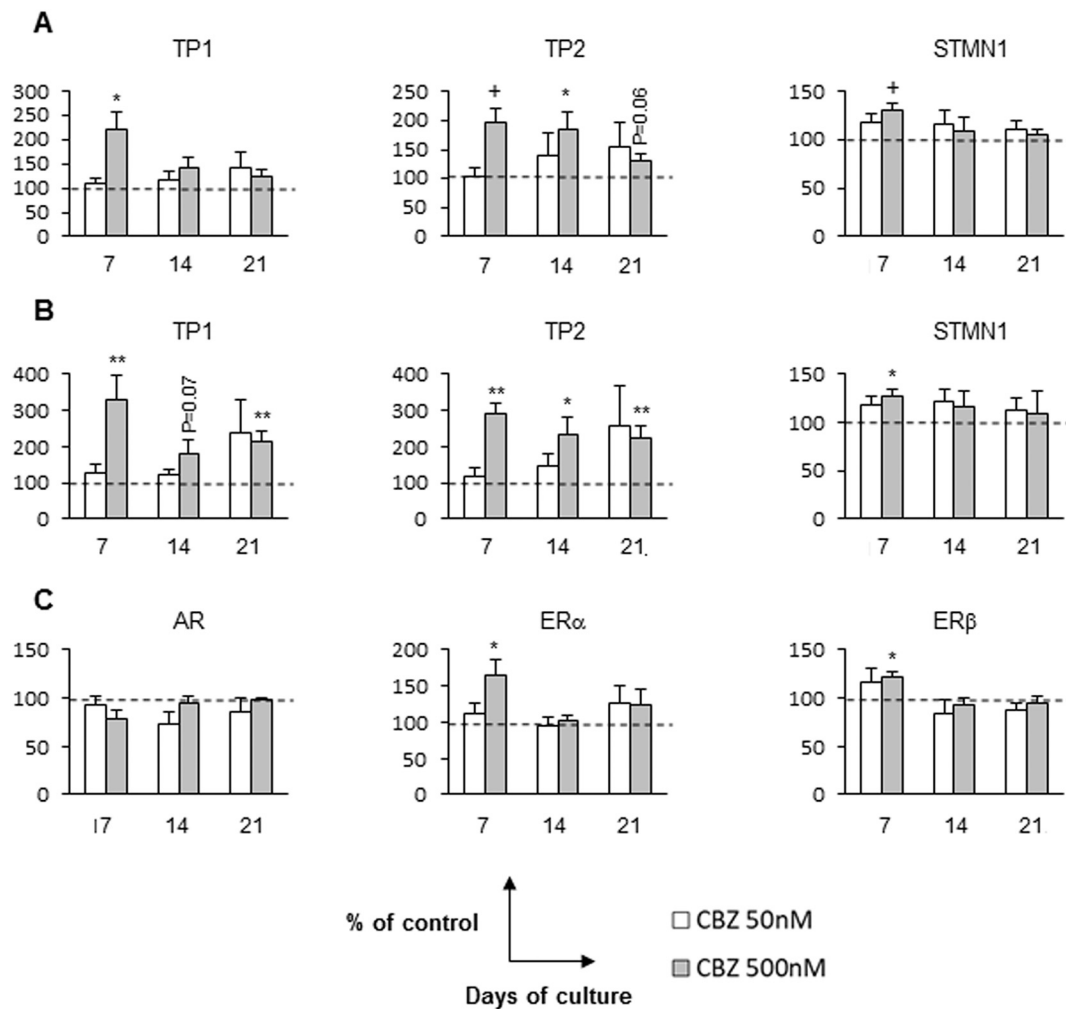 A
TP1 TP2 STMN1
300 250 150
250 200 100
200 150 50
150 100 0
100 50
50 0
0
* + * P=0.06 +
7 14 21 7 14 21 7 14 21
B
TP1 TP2 STMN1
400 400 150
300 300 100
200 200 50
100 100 0
0 0
** P=0.07 ** ** * ** *
7 14 21 7 14 21. 7 14 21
C
AR ERα ERβ
150 200 150
100 150 100
50 100 50
0 50 0
0
* *
17 14 21 7 14 21 7 14 21.
% of control
CBZ 50nM
CBZ 500nM
Days of culture